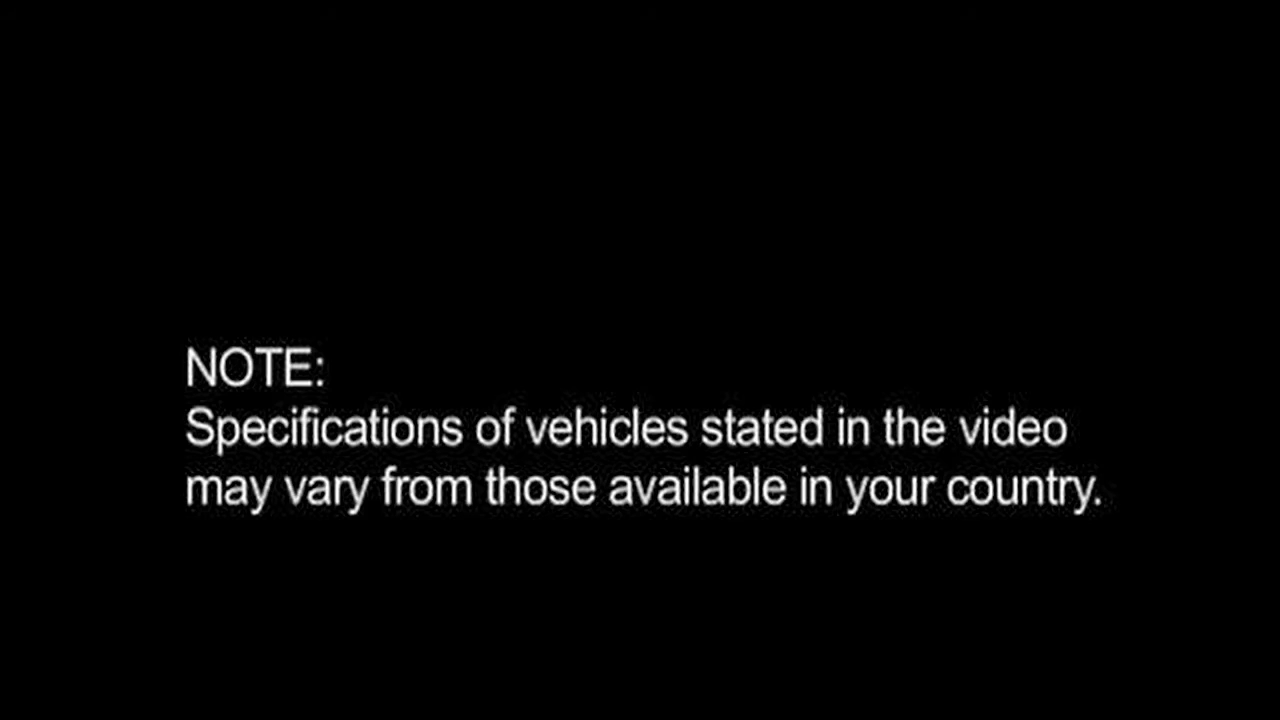 NOTE:
Specifications of vehicles stated in the video
may vary from those available in your country.